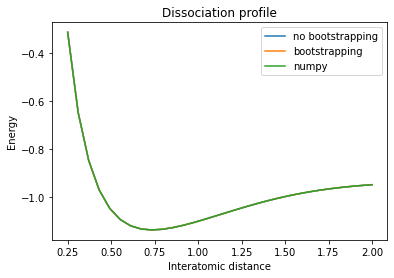 Dissociation profile
no bootstrapping
bootstrapping
numpy
Energy
−0.4
−0.6
−0.8
−1.0
0.25 0.50 0.75 1.00 1.25 1.50 1.75 2.00
Interatomic distance